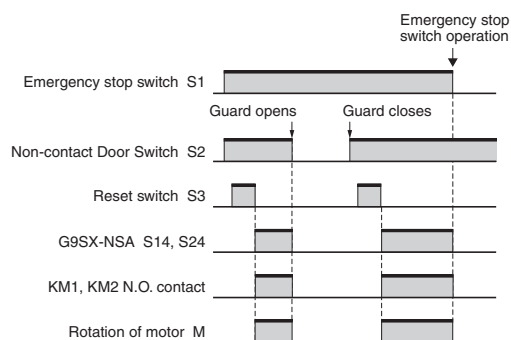 Emergency stop
switch operation
Emergency stop switch S1
Guard opens
Guard closes
Non-contact Door Switch S2
Reset switch S3
G9SX-NSA S14, S24
KM1, KM2 N.O. contact
Rotation of motor M